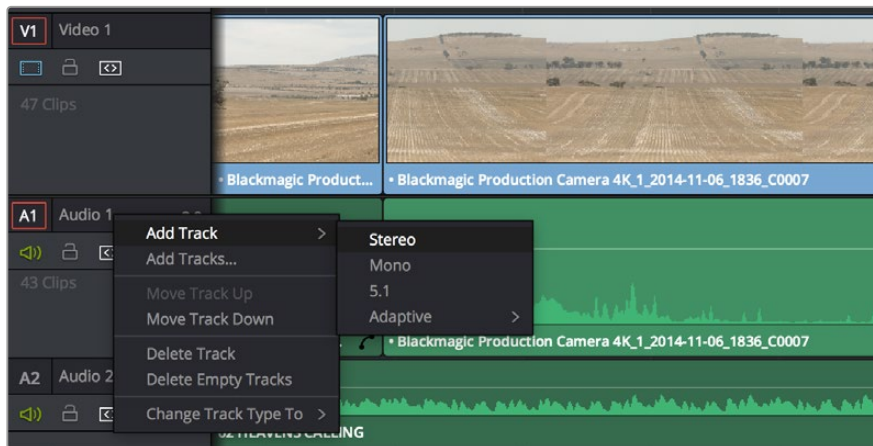 V1 Video 1
47 Clips
• Blackmagic Product... • Blackmagic Production Camera 4K_1_2014-11-06_1836_C0007
A1 Audio 1
43 Clips
Add Track >
Add Tracks...
Move Track Up
Move Track Down
Delete Track
Delete Empty Tracks
Change Track Type To >
Stereo
Mono
5.1
Adaptive >
• Blackmagic Production Camera 4K_1_2014-11-06_1836_C0007
A2 Audio 2
HEAVENS CALLING